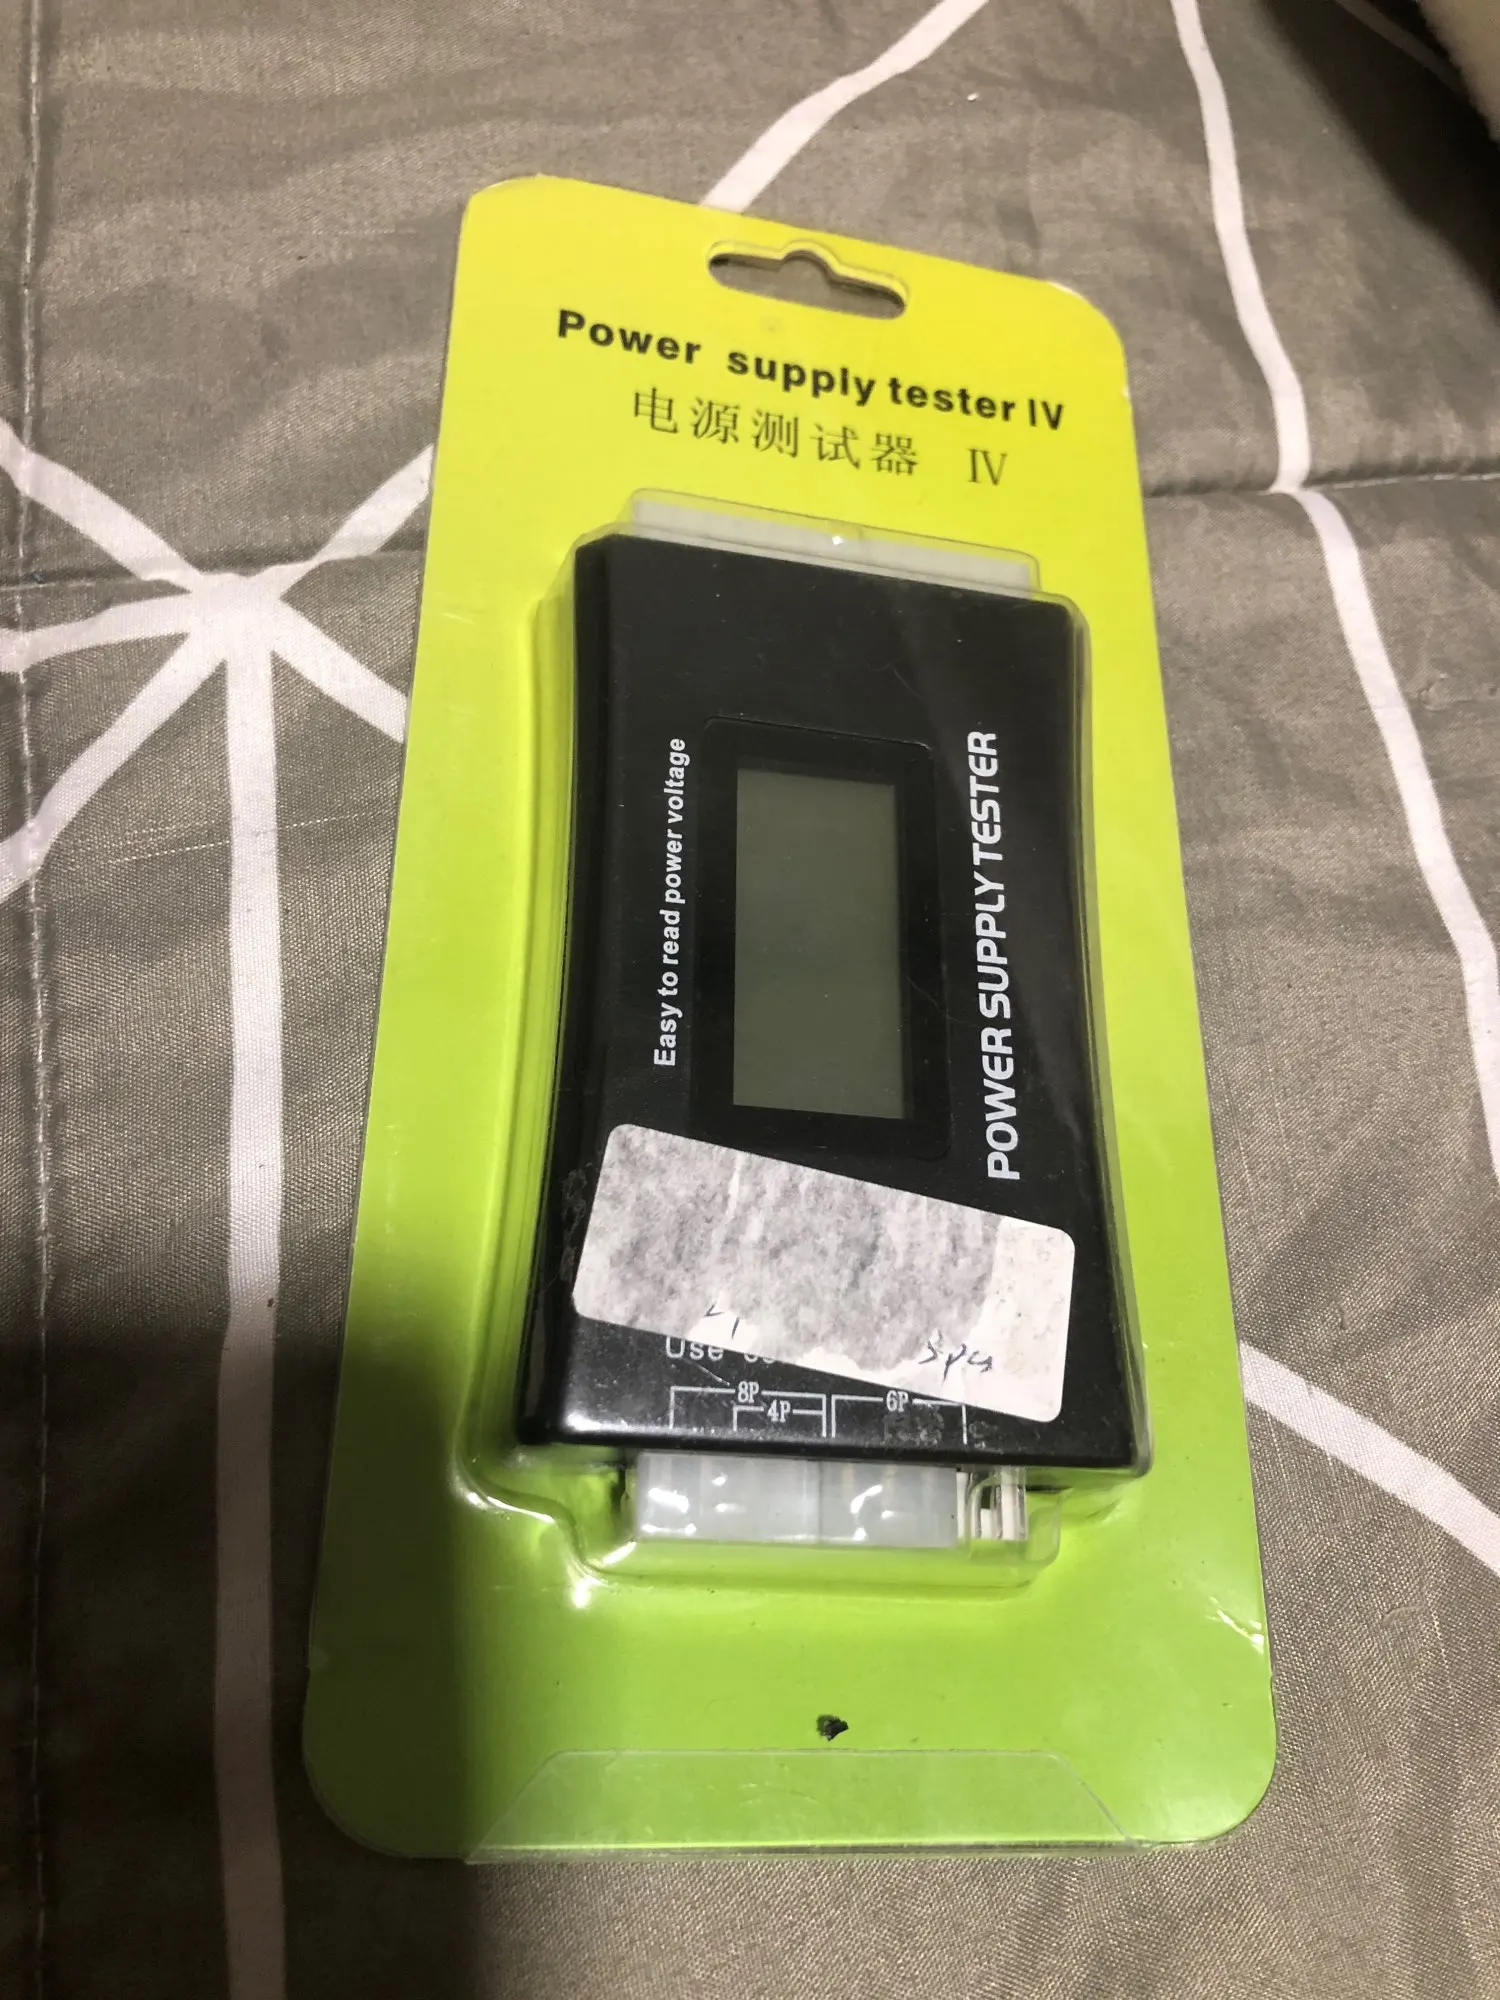 Power supply tester IV
电源测试器 IV
Easy to read power voltage
POWER SUPPLY TESTER
Use
8P
4P
6P